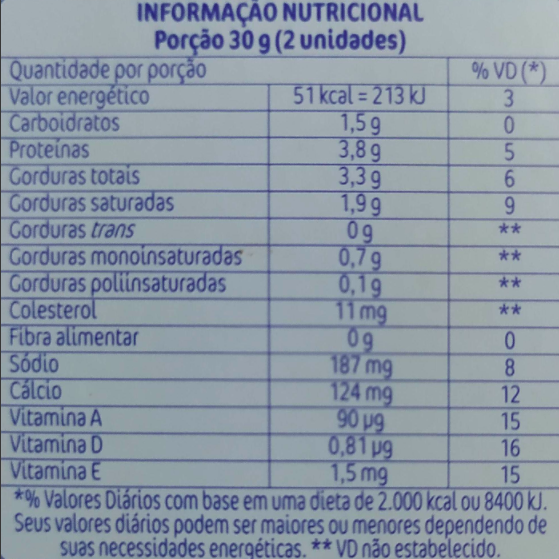 INFORMAÇÃO NUTRICIONAL
Porção 30 g (2 unidades)
Quantidade por porção % VD (*)
Valor energético 51 kcal = 213 kJ 3
Carboidratos 1,5 g 0
Proteínas 3,8 g 5
Gorduras totais 3,3 g 6
Gorduras saturadas 1,9 g 9
Gorduras trans 0 g **
Gorduras monoinsaturadas 0,7 g **
Gorduras poliinsaturadas 0,1 g **
Colesterol 11 mg **
Fibra alimentar 0 g 0
Sódio 187 mg 8
Cálcio 124 mg 12
Vitamina A 90 µg 15
Vitamina D 0,81 µg 16
Vitamina E 1,5 mg 15
*% Valores Diários com base em uma dieta de 2.000 kcal ou 8400 kJ.
Seus valores diários podem ser maiores ou menores dependendo de
suas necessidades energéticas. ** VD não estabelecido.